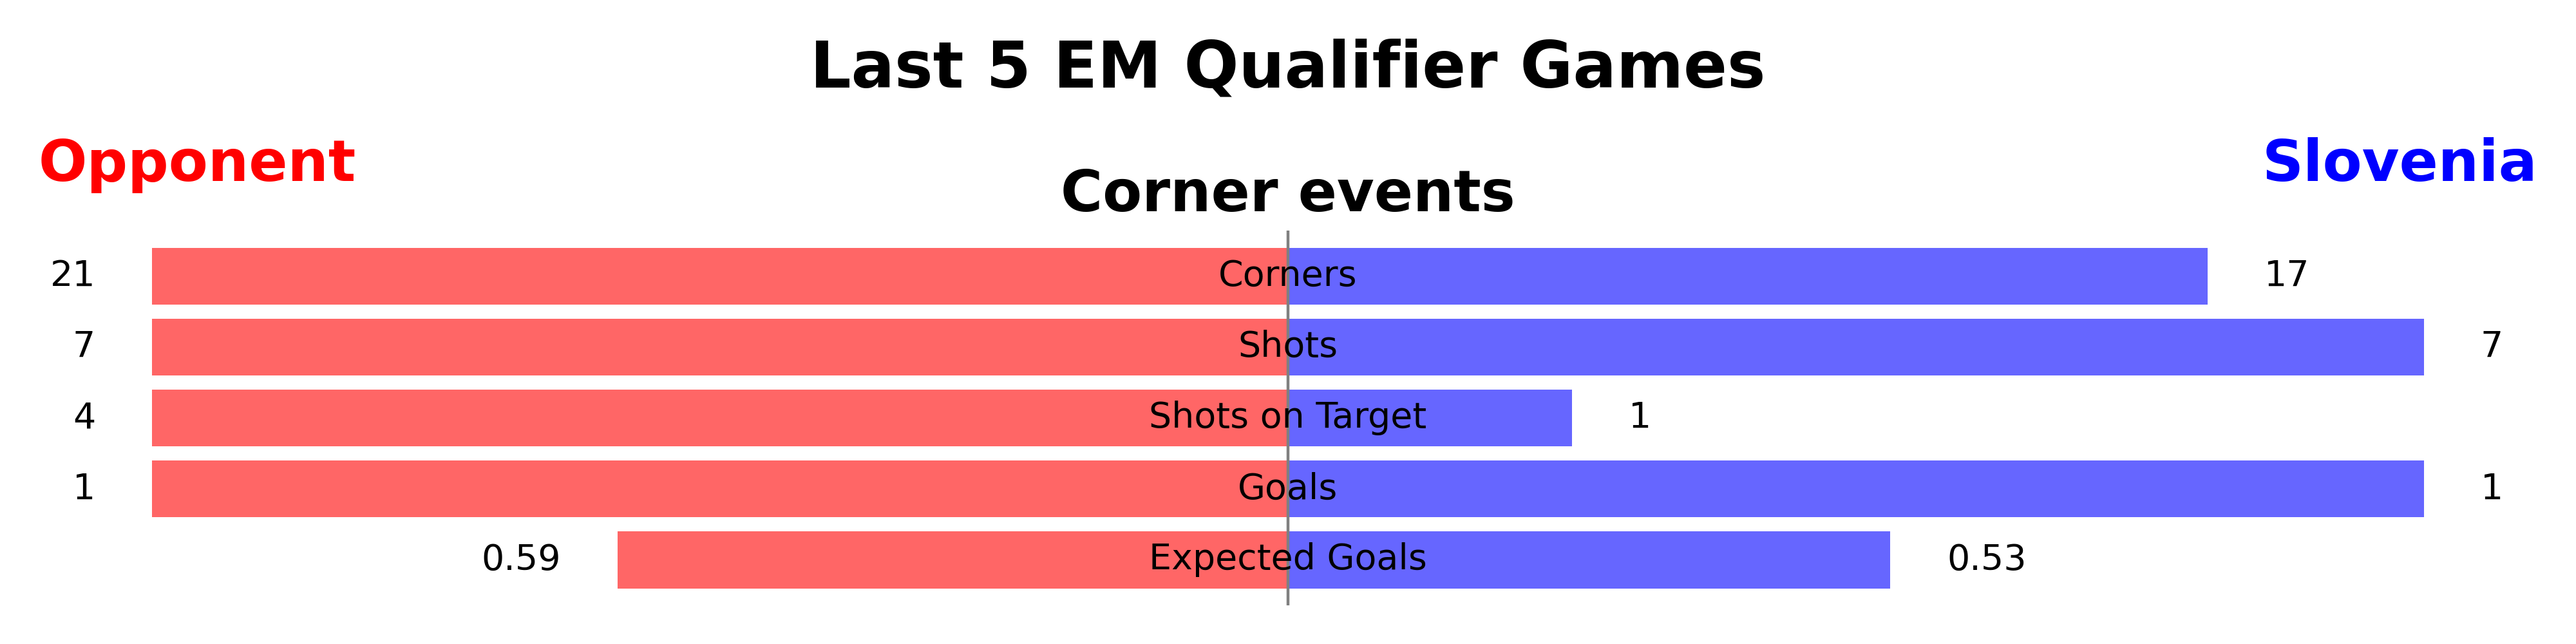 Last 5 EM Qualifier Games
Opponent
Slovenia
Corner events
21 Corners 17
7 Shots 7
4 Shots on Target 1
1 Goals 1
0.59 Expected Goals 0.53